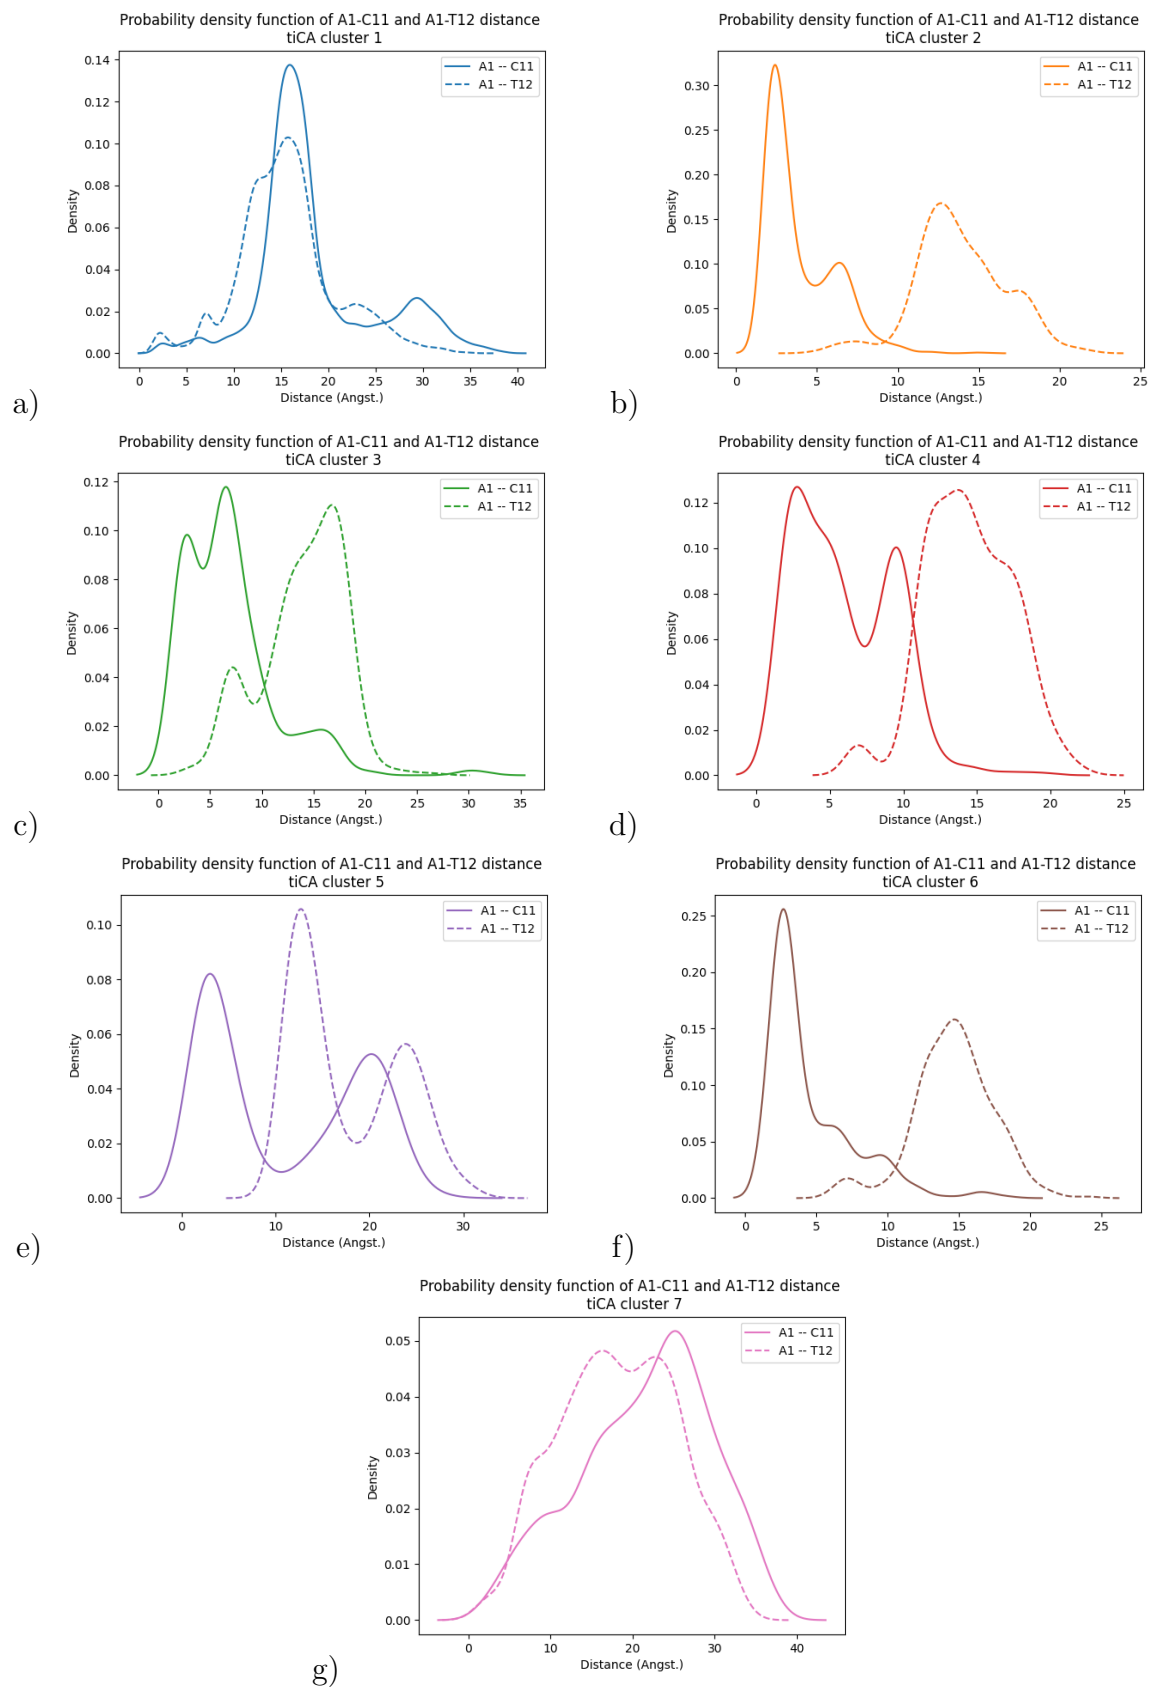 Probability density function of A1-C11 and A1-T12 distance
tiCA cluster 1
A1 -- C11
A1 -- T12
0.14
0.12
0.10
0.08
0.06
0.04
0.02
0.00
Density
0 5 10 15 20 25 30 35 40
Distance (Angst.)
a)
Probability density function of A1-C11 and A1-T12 distance
tiCA cluster 2
A1 -- C11
A1 -- T12
0.30
0.25
0.20
0.15
0.10
0.05
0.00
Density
0 5 10 15 20 25
Distance (Angst.)
b)
Probability density function of A1-C11 and A1-T12 distance
tiCA cluster 3
A1 -- C11
A1 -- T12
0.12
0.10
0.08
0.06
0.04
0.02
0.00
Density
0 5 10 15 20 25 30 35
Distance (Angst.)
c)
Probability density function of A1-C11 and A1-T12 distance
tiCA cluster 4
A1 -- C11
A1 -- T12
0.12
0.10
0.08
0.06
0.04
0.02
0.00
Density
0 5 10 15 20 25
Distance (Angst.)
d)
Probability density function of A1-C11 and A1-T12 distance
tiCA cluster 5
A1 -- C11
A1 -- T12
0.10
0.08
0.06
0.04
0.02
0.00
Density
0 10 20 30
Distance (Angst.)
e)
Probability density function of A1-C11 and A1-T12 distance
tiCA cluster 6
A1 -- C11
A1 -- T12
0.25
0.20
0.15
0.10
0.05
0.00
Density
0 5 10 15 20 25
Distance (Angst.)
f)
Probability density function of A1-C11 and A1-T12 distance
tiCA cluster 7
A1 -- C11
A1 -- T12
0.05
0.04
0.03
0.02
0.01
0.00
Density
0 10 20 30 40
Distance (Angst.)
g)